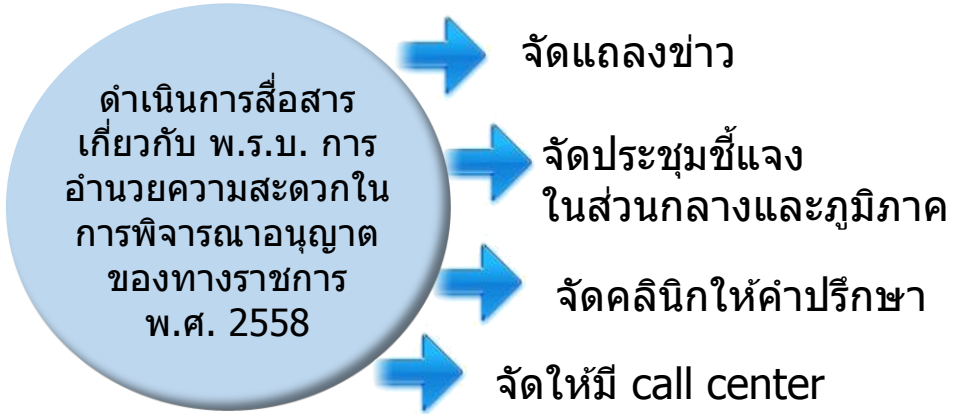 ดำเนินการสื่อสาร
เกี่ยวกับ พ.ร.บ. การ
อำนวยความสะดวกใน
การพิจารณาอนุญาต
ของทางราชการ
พ.ศ. 2558
จัดแถลงข่าว
จัดประชุมชี้แจง
ในส่วนกลางและภูมิภาค
จัดคลินิกให้คำปรึกษา
จัดให้มี call center